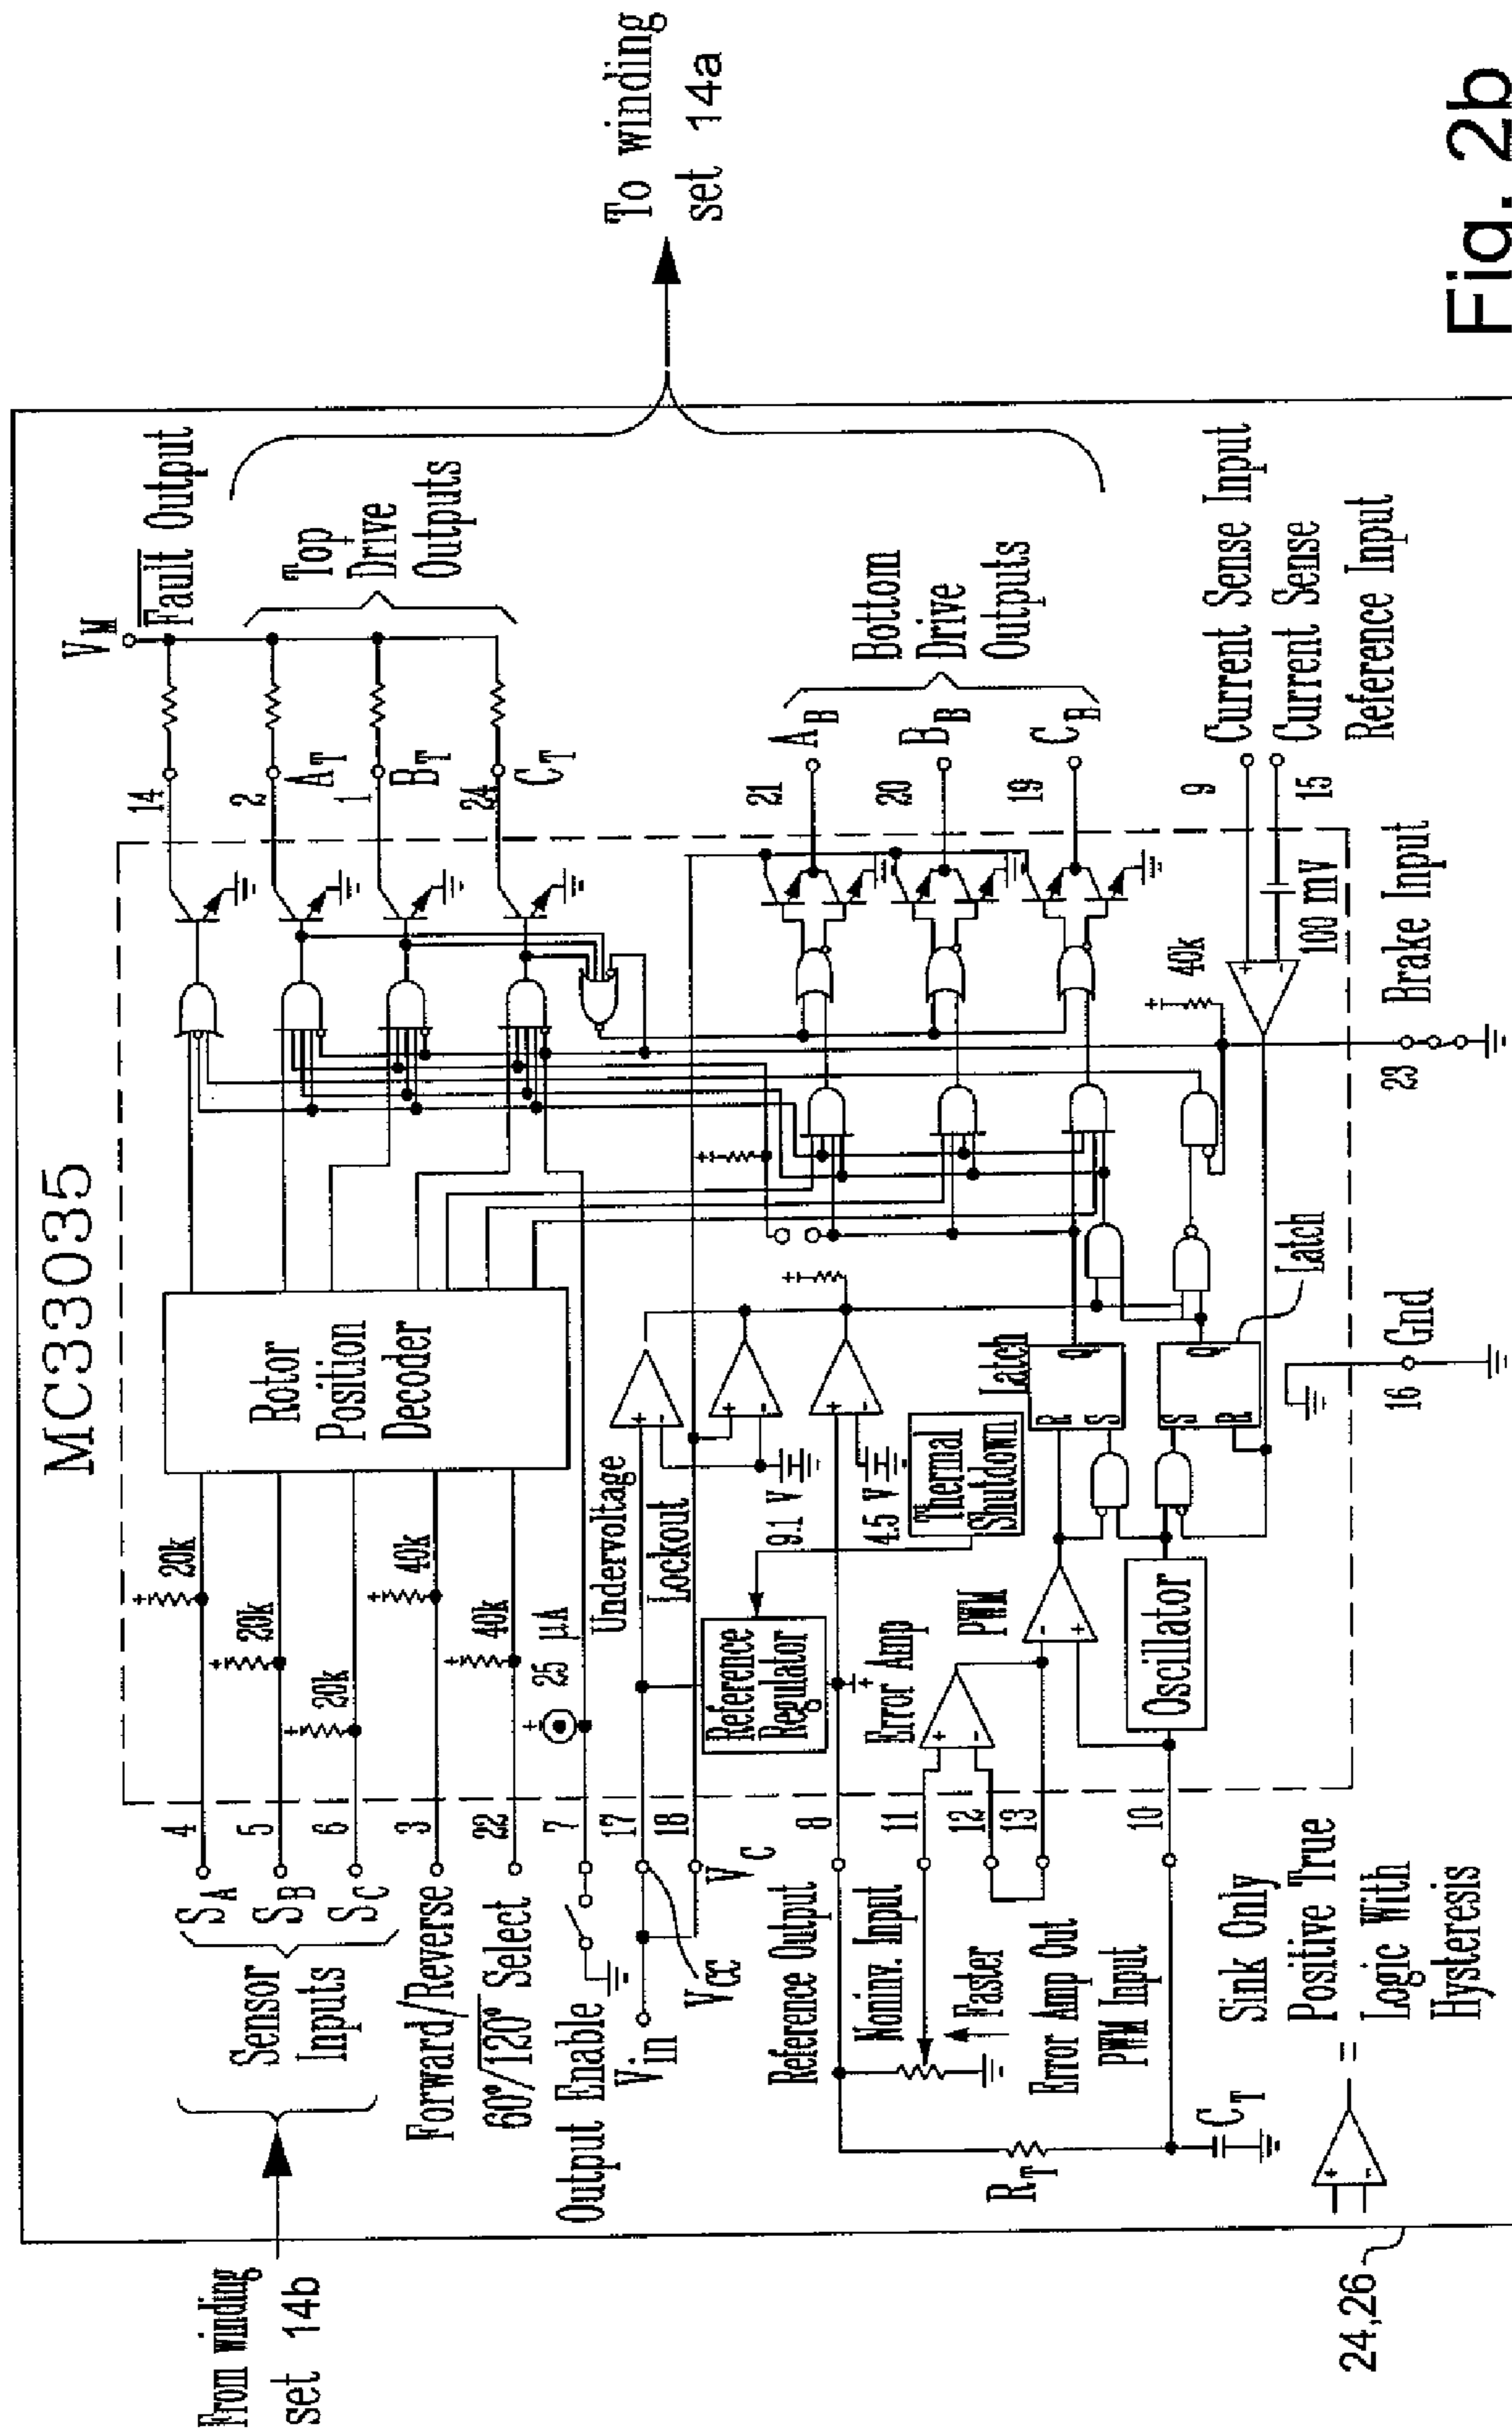 MC33035
From winding
set 14b
To winding
set 14a
Sensor
Inputs
S_A
S_B
S_C
4
5
6
20k
20k
20k
Forward/Reverse
3
40k
60°/120° Select
22
40k
Output Enable
7
25 µA
V_in
V_CC
17
18
V_C
Undervoltage
Lockout
Rotor
Position
Decoder
V_M
Fault Output
14
2
1
24
A_T
B_T
C_T
Top
Drive
Outputs
Reference
Regulator
9.1 V
4.5 V
Thermal
Shutdown
Reference Output
8
Noninv. Input
11
Faster
12
13
Error Amp
Error Amp Out
PWM Input
PWM
10
Oscillator
R_T
C_T
Latch
R
S
Q
S
R
Q
Latch
21
20
19
A_B
B_B
C_B
Bottom
Drive
Outputs
40k
100 mV
9
15
Current Sense Input
Current Sense
Reference Input
16
Gnd
23
Brake Input
Sink Only
Positive True
Logic With
Hysteresis
=
24,26
Fig. 2b